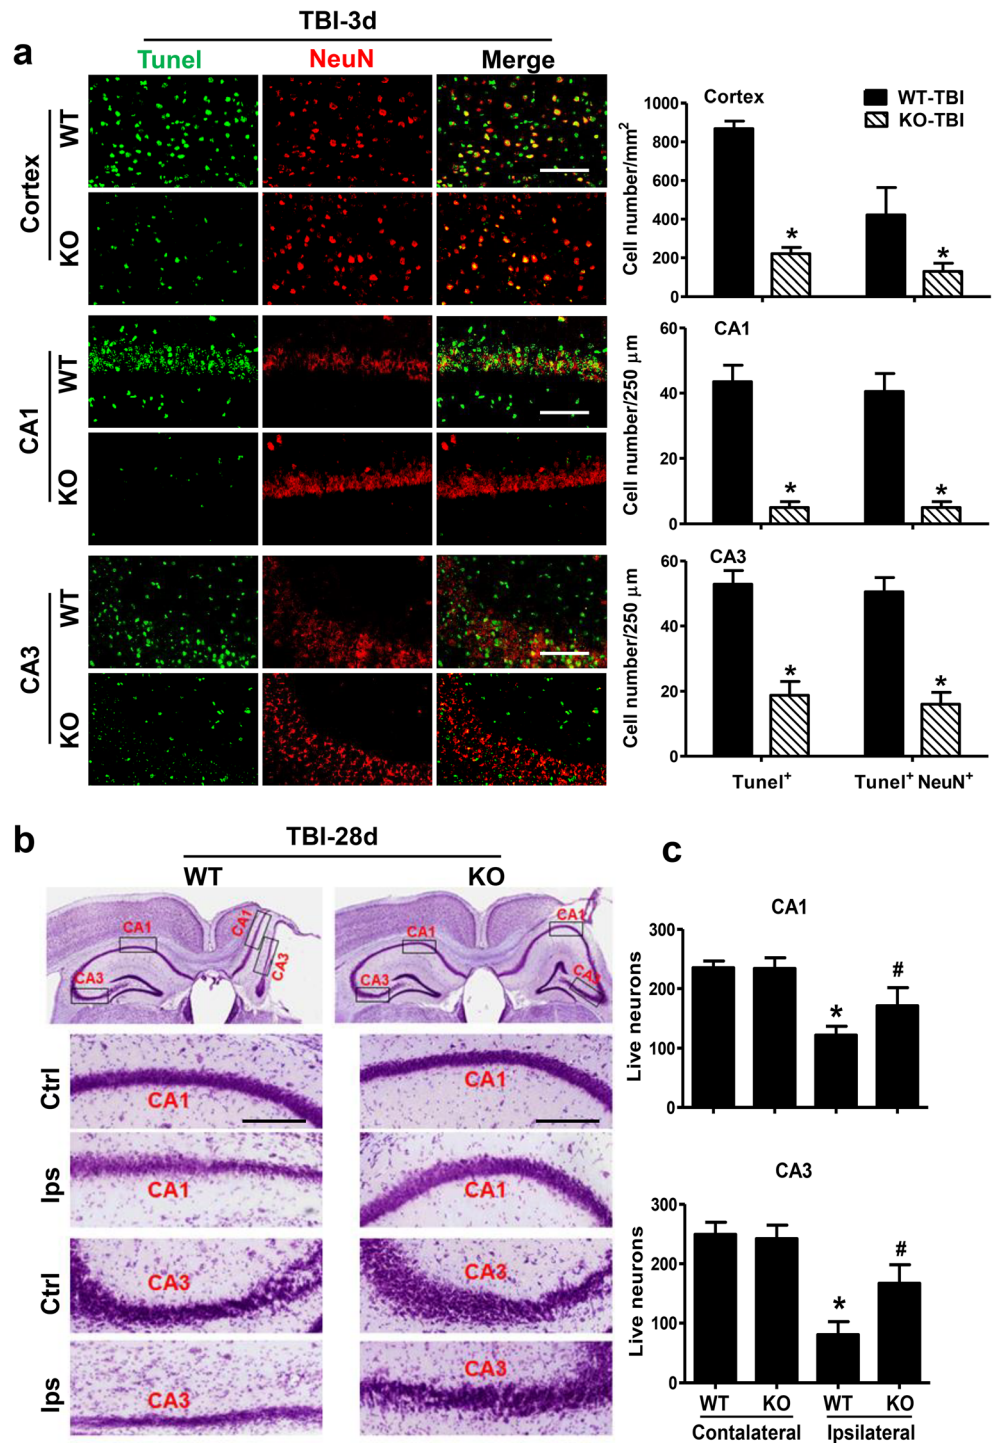 a
TBI-3d
Tunel NeuN Merge
Cortex
WT
KO
CA1
WT
KO
CA3
WT
KO
Cortex
WT-TBI
KO-TBI
Cell number/mm2
1000
800
600
400
200
0
*
*
CA1
Cell number/250 µm
60
40
20
0
*
*
CA3
Cell number/250 µm
60
40
20
0
*
*
Tunel+ Tunel+ NeuN+
b
TBI-28d
WT KO
CA1
CA3
CA1
CA3
CA1
CA3
CA1
CA3
Ctrl
CA1
CA1
Ips
CA1
CA1
Ctrl
CA3
CA3
Ips
CA3
CA3
c
CA1
Live neurons
300
200
100
0
*
#
CA3
Live neurons
300
200
100
0
*
#
WT KO WT KO
Contalateral Ipsilateral